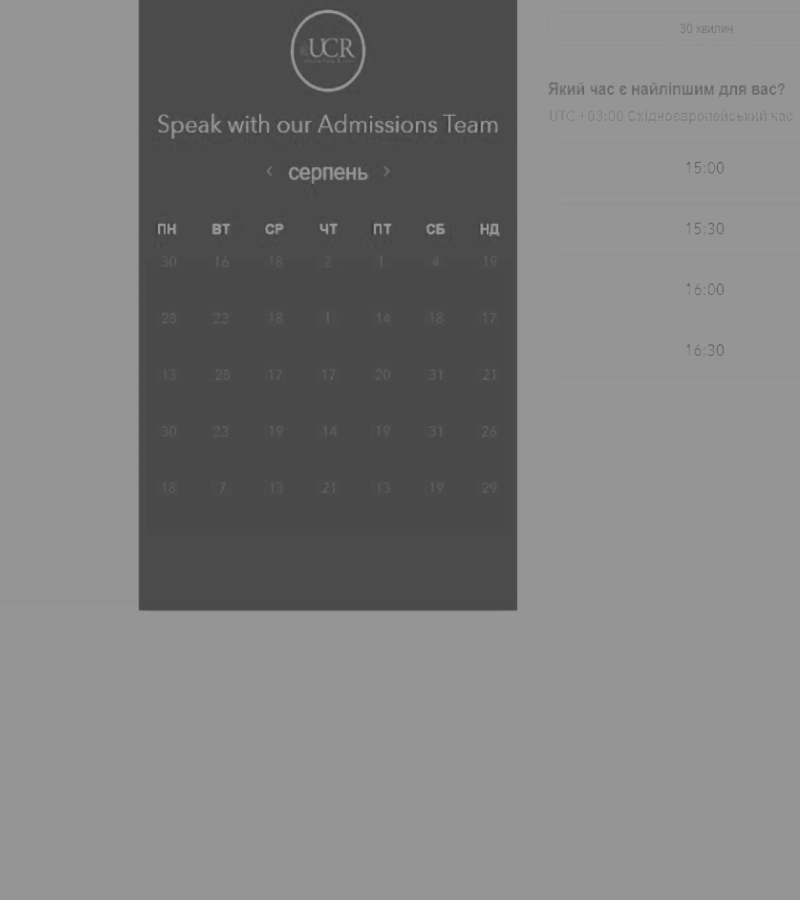 UCR
Speak with our Admissions Team
‹ серпень ›
ПН ВТ СР ЧТ ПТ СБ НД
30 16 18 2 1 4 19
28 23 18 1 14 18 17
13 28 17 17 20 31 21
30 23 19 14 19 31 26
18 7 13 21 13 19 29
30 хвилин
Який час є найліпшим для вас?
UTC +03:00 Східноєвропейський час
15:00
15:30
16:00
16:30